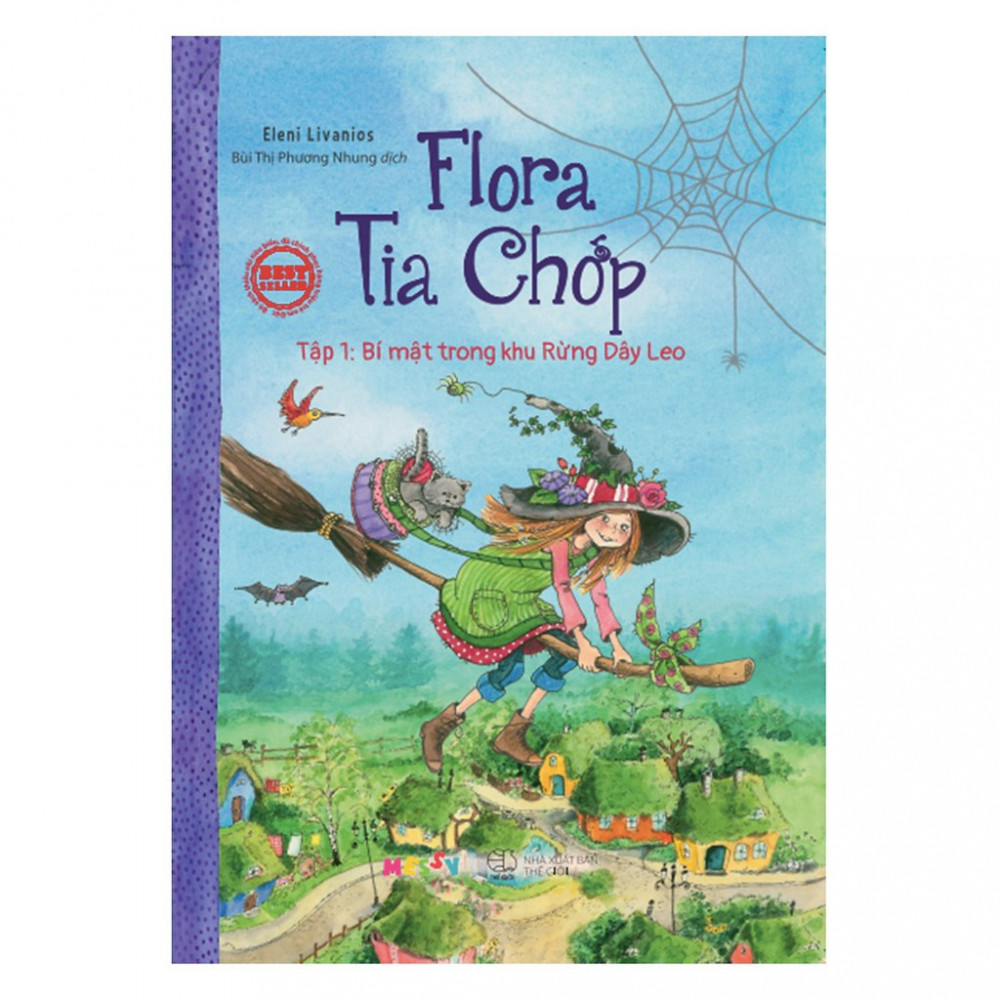 Eleni Livanios
Bùi Thị Phương Nhung dịch
Flora
Tia Chớp
BEST
SELLER
Tập 1: Bí mật trong khu Rừng Dây Leo
MESSY
NHÀ XUẤT BẢN
THẾ GIỚI